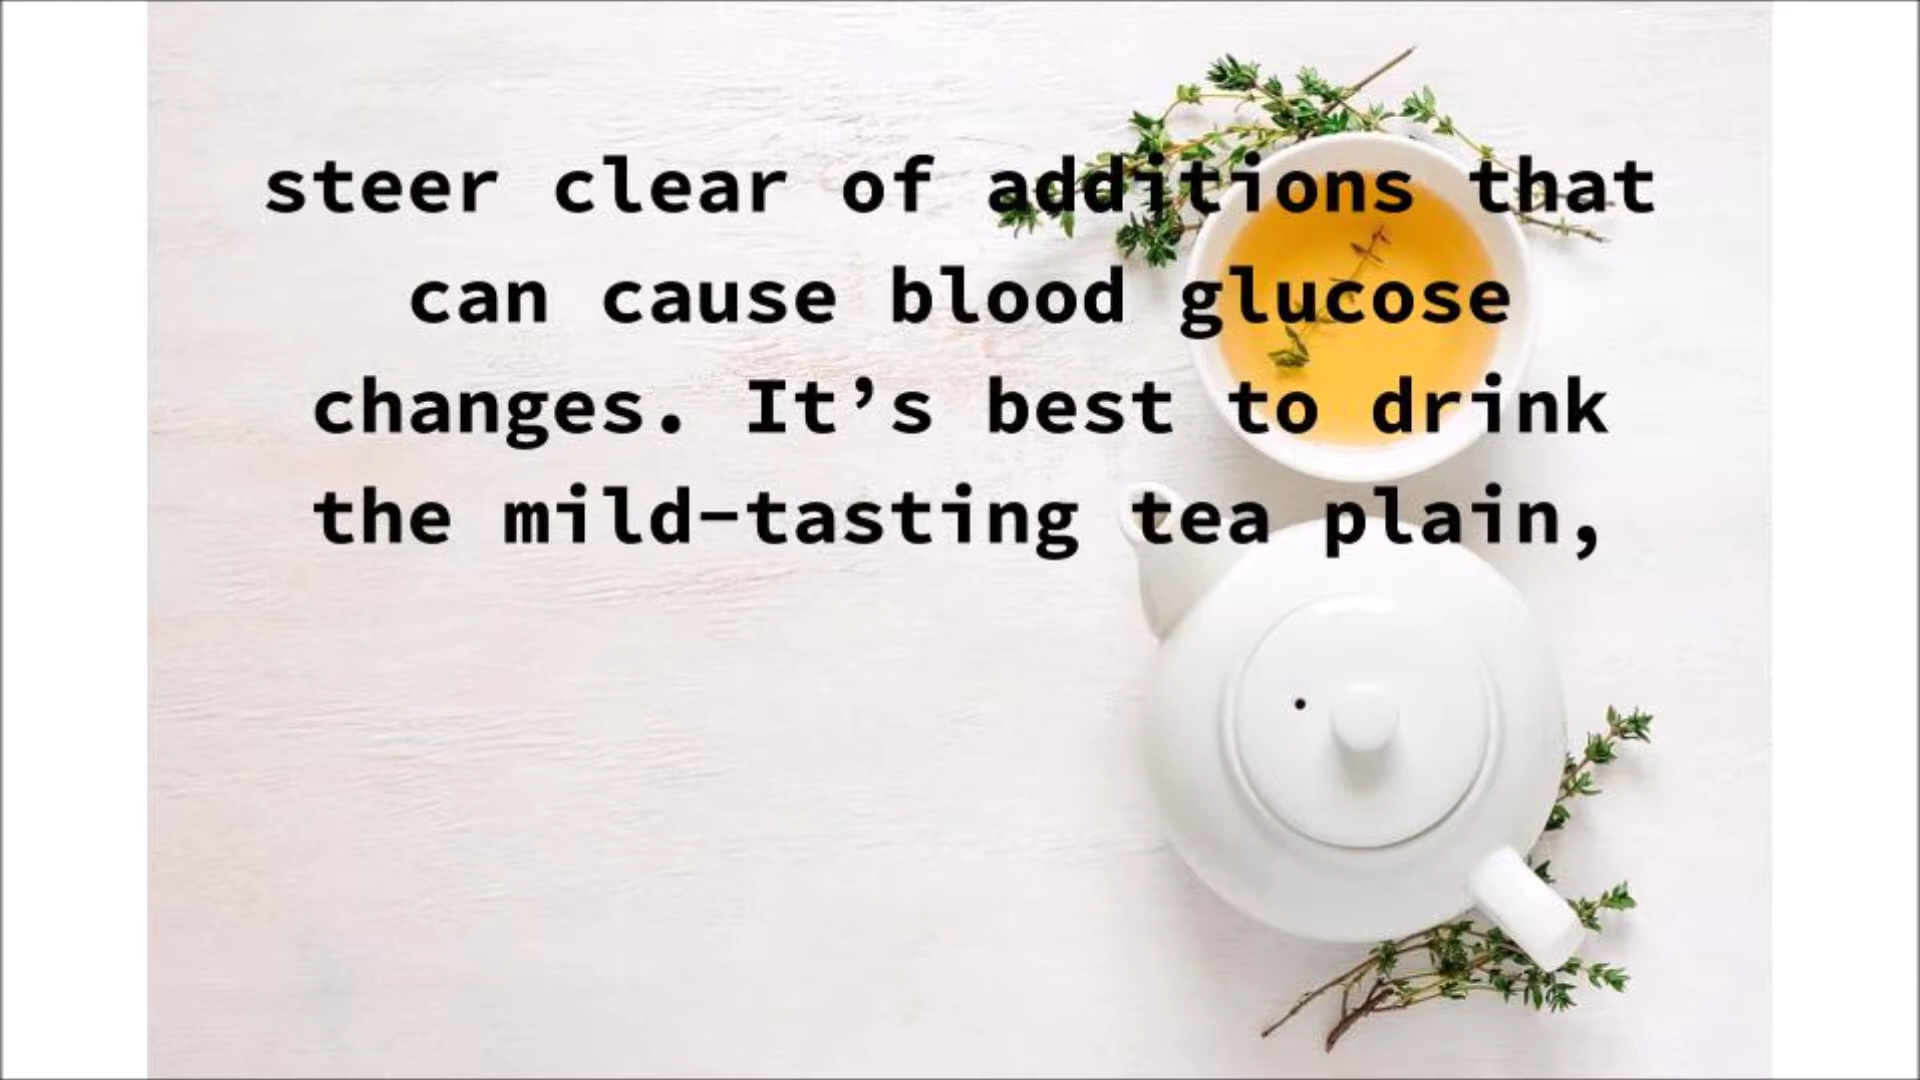 steer clear of additions that
can cause blood glucose
changes. It’s best to drink
the mild-tasting tea plain,